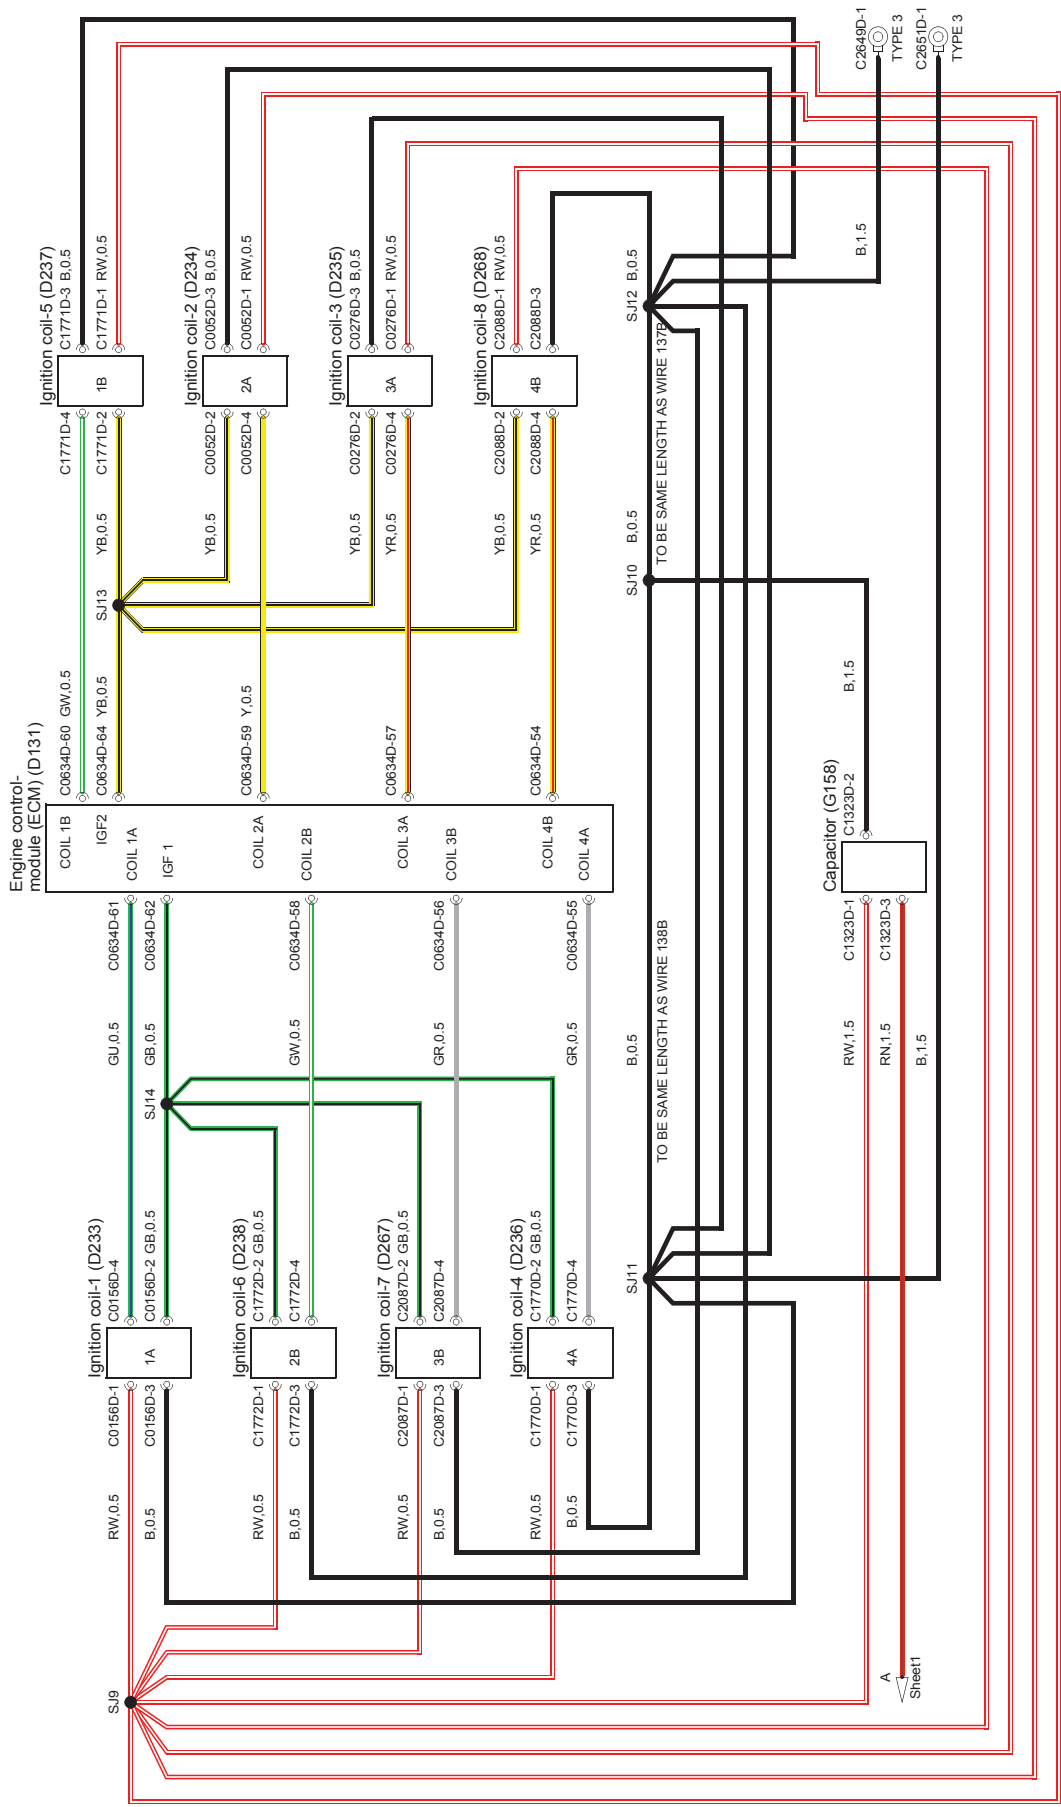 C2649D-1
TYPE 3
C2651D-1
TYPE 3
B,1.5
Ignition coil-5 (D237)
C1771D-3 B,0.5
C1771D-1 RW,0.5
1B
C1771D-4
C1771D-2
YB,0.5
Ignition coil-2 (D234)
C0052D-3 B,0.5
C0052D-1 RW,0.5
2A
C0052D-2
C0052D-4
YB,0.5
Ignition coil-3 (D235)
C0276D-3 B,0.5
C0276D-1 RW,0.5
3A
C0276D-2
C0276D-4
YB,0.5
YR,0.5
Ignition coil-8 (D268)
C2088D-1 RW,0.5
C2088D-3
4B
C2088D-2
C2088D-4
YB,0.5
YR,0.5
SJ12
B,0.5
TO BE SAME LENGTH AS WIRE 137B
B,0.5
SJ10
SJ13
Engine control-
module (ECM) (D131)
C0634D-60 GW,0.5
C0634D-64 YB,0.5
C0634D-59 Y,0.5
C0634D-57
C0634D-54
COIL 1B
IGF2
COIL 1A
IGF 1
COIL 2A
COIL 2B
COIL 3A
COIL 3B
COIL 4B
COIL 4A
C0634D-61
C0634D-62
C0634D-58
C0634D-56
C0634D-55
GU,0.5
GB,0.5
GW,0.5
GR,0.5
GR,0.5
SJ14
B,1.5
Capacitor (G158)
C1323D-2
C1323D-1
C1323D-3
RW,1.5
RN,1.5
B,1.5
B,0.5
TO BE SAME LENGTH AS WIRE 138B
SJ11
Ignition coil-1 (D233)
C0156D-4
C0156D-2 GB,0.5
1A
C0156D-1
C0156D-3
RW,0.5
B,0.5
Ignition coil-6 (D238)
C1772D-2 GB,0.5
C1772D-4
2B
C1772D-1
C1772D-3
RW,0.5
B,0.5
Ignition coil-7 (D267)
C2087D-2 GB,0.5
C2087D-4
3B
C2087D-1
C2087D-3
RW,0.5
B,0.5
Ignition coil-4 (D236)
C1770D-2 GB,0.5
C1770D-4
4A
C1770D-1
C1770D-3
RW,0.5
B,0.5
SJ9
A
Sheet1